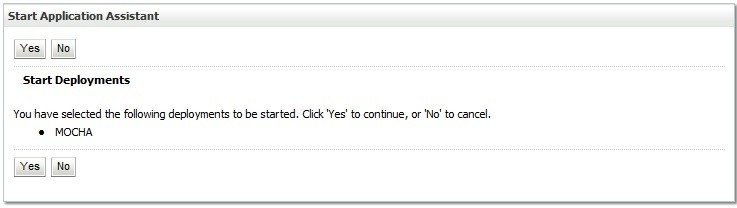 Start Application Assistant
Yes No
Start Deployments
You have selected the following deployments to be started. Click 'Yes' to continue, or 'No' to cancel.
● MOCHA
Yes No